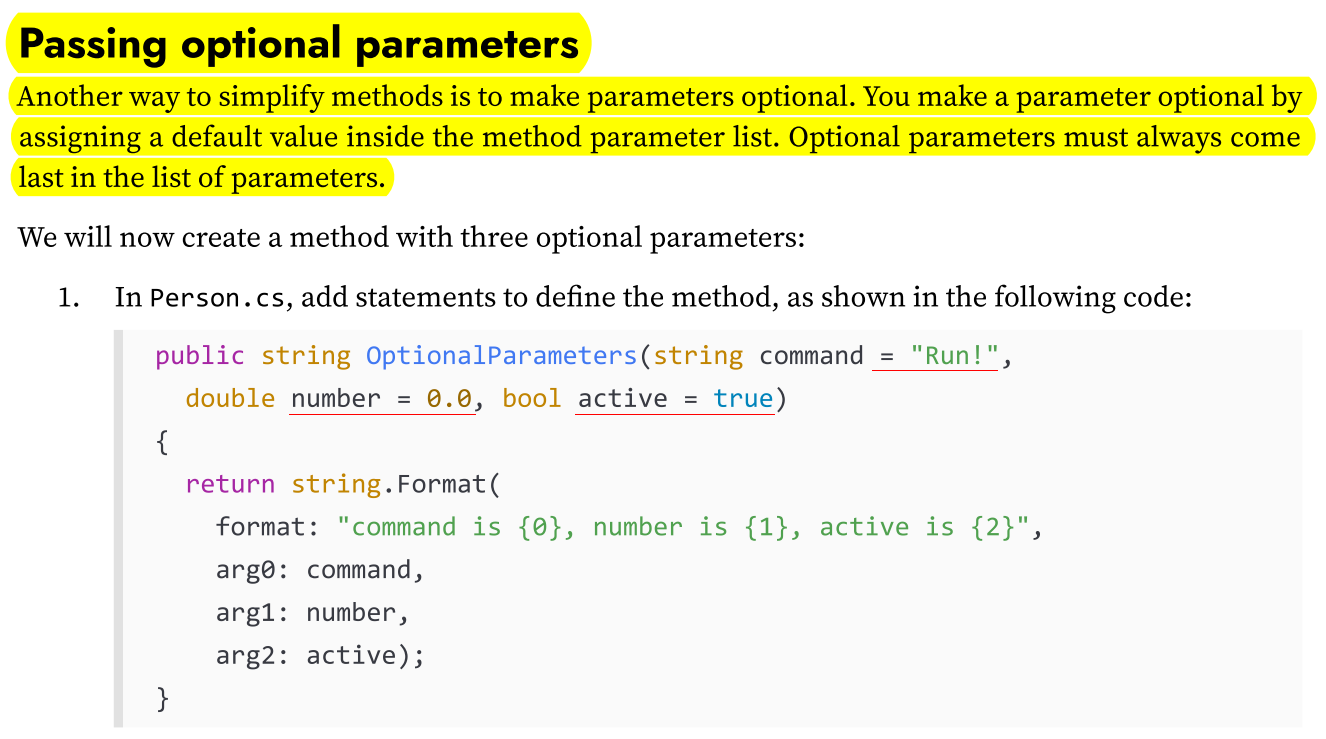 Passing optional parameters
Another way to simplify methods is to make parameters optional. You make a parameter optional by
assigning a default value inside the method parameter list. Optional parameters must always come
last in the list of parameters.
We will now create a method with three optional parameters:
1. In Person.cs, add statements to define the method, as shown in the following code:
public string OptionalParameters(string command = "Run!",
  double number = 0.0, bool active = true)
{
  return string.Format(
    format: "command is {0}, number is {1}, active is {2}",
    arg0: command,
    arg1: number,
    arg2: active);
}